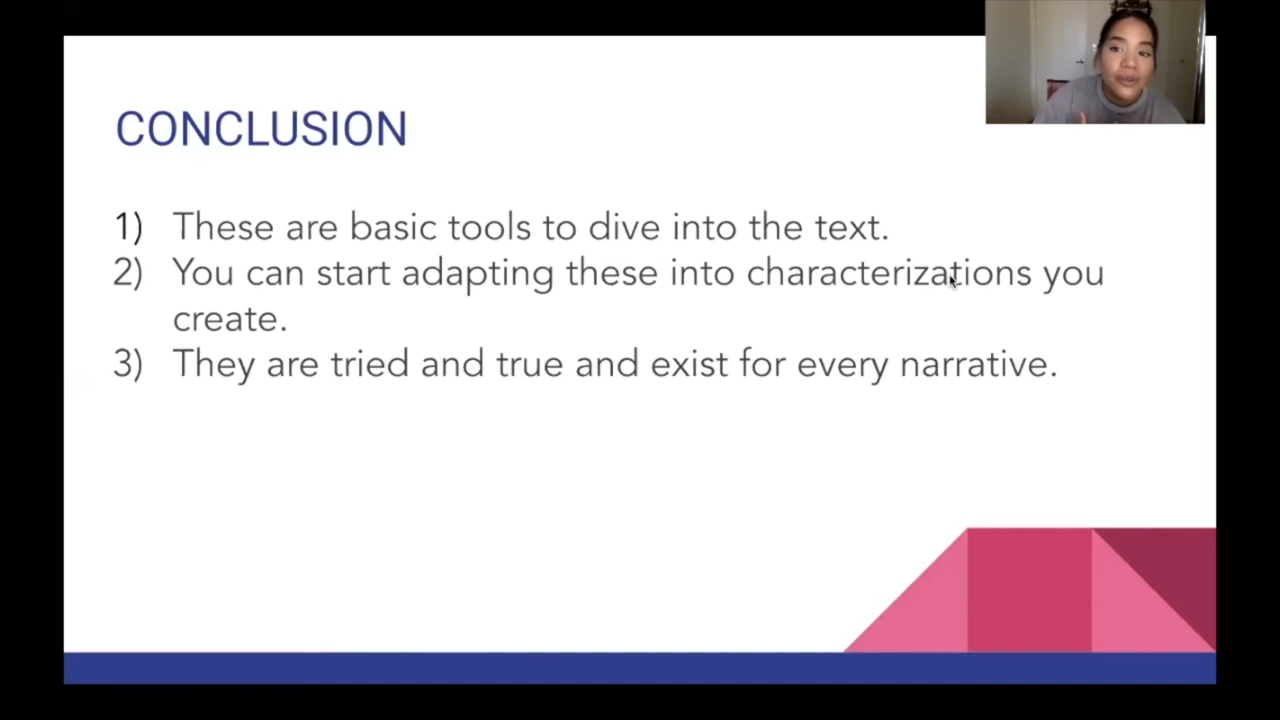 CONCLUSION
1) These are basic tools to dive into the text.
2) You can start adapting these into characterizations you
create.
3) They are tried and true and exist for every narrative.